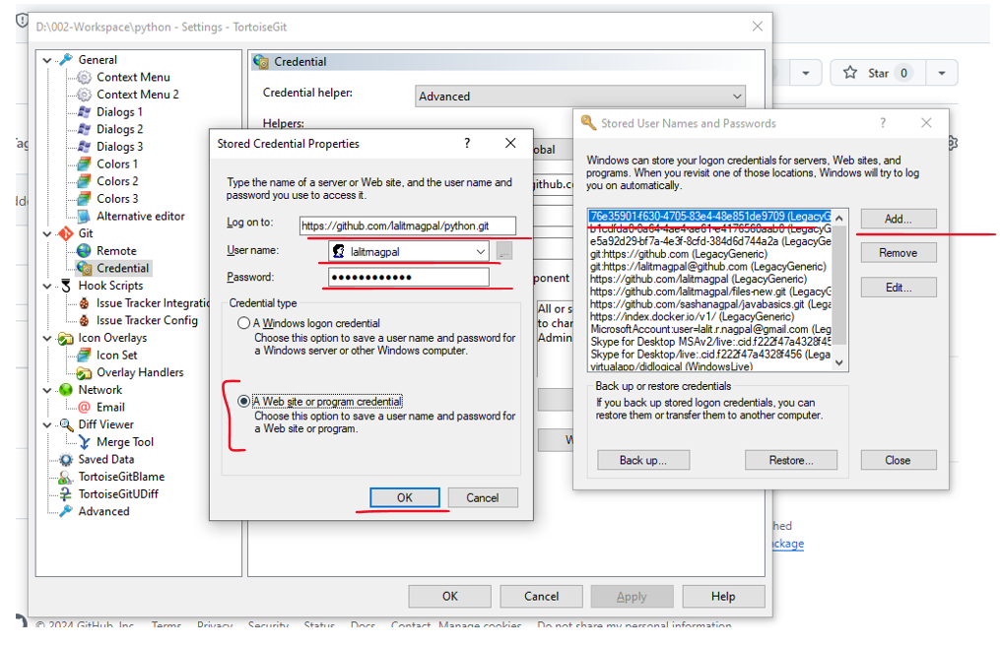 D:\002-Workspace\python - Settings - TortoiseGit
General
Context Menu
Context Menu 2
Dialogs 1
Dialogs 2
Dialogs 3
Colors 1
Colors 2
Colors 3
Alternative editor
Git
Remote
Credential
Hook Scripts
Issue Tracker Integratio
Issue Tracker Config
Icon Overlays
Icon Set
Overlay Handlers
Network
Email
Diff Viewer
Merge Tool
Saved Data
TortoiseGitBlame
TortoiseGitUDiff
Advanced
Credential
Credential helper:
Advanced
Helpers:
Stored Credential Properties
?
Type the name of a server or Web site, and the user name and
password you use to access it.
Log on to:
https://github.com/lalitmagpal/python.git
User name:
lalitmagpal
...
Password:
●●●●●●●●●●●●
Credential type
A Windows logon credential
Choose this option to save a user name and password for
a Windows server or other Windows computer.
A Web site or program credential
Choose this option to save a user name and password for
a Web site or program.
OK
Cancel
obal
github.c
ponent
All or s
to char
Admin
W
OK
Cancel
Apply
Help
Star 0
Stored User Names and Passwords
?
Windows can store your logon credentials for servers, Web sites, and
programs. When you revisit one of those locations, Windows will try to log
you on automatically.
76e35901-f630-4705-83e4-48e851de9709 (LegacyG
e5a92d29-bf7a-4e3f-8cfd-384d6d744a2a (LegacyG
git:https://github.com (LegacyGeneric)
git:https://lalitmagpal@github.com (LegacyGeneric)
https://github.com/lalitmagpal (LegacyGeneric)
https://github.com/lalitmagpal/files-new.git (LegacyG
https://github.com/sashanagpal/javabasics.git (Legacy
https://index.docker.io/v1/ (LegacyGeneric)
MicrosoftAccount:user=lalit.r.nagpal@gmail.com (Leg
Skype for Desktop MSAv2/live:.cid.f222f47a4328f45
Skype for Desktop/live:.cid.f222f47a4328f456 (Lega
virtualapp/didlogical (WindowsLive)
Add...
Remove
Edit...
Back up or restore credentials
If you back up stored logon credentials, you can
restore them or transfer them to another computer.
Back up...
Restore...
Close
hed
ckage
© 2024 GitHub, Inc. Terms Privacy Security Status Docs Contact Manage cookies Do not share my personal information